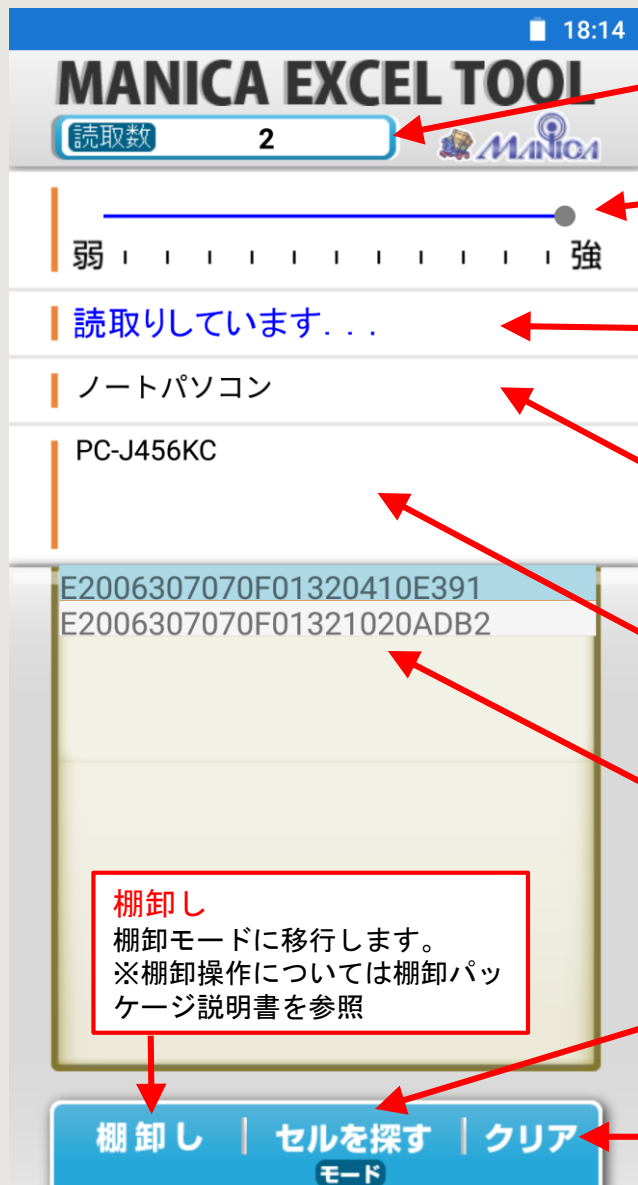 18:14
MANICA EXCEL TOOL
読取数 2
MANICA
弱 強
読取りしています...
ノートパソコン
PC-J456KC
E2006307070F01320410E391
E2006307070F01321020ADB2
棚卸し
棚卸モードに移行します。
※棚卸操作については棚卸パッ
ケージ説明書を参照
棚卸し セルを探す クリア
モード